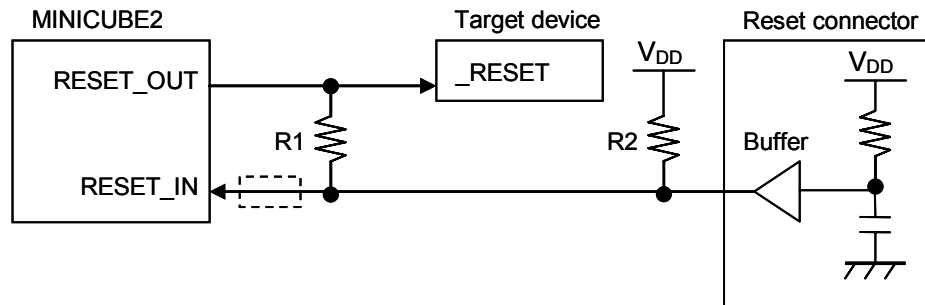 MINICUBE2
Target device
Reset connector
RESET_OUT
_RESET
VDD
VDD
R1
R2
Buffer
RESET_IN